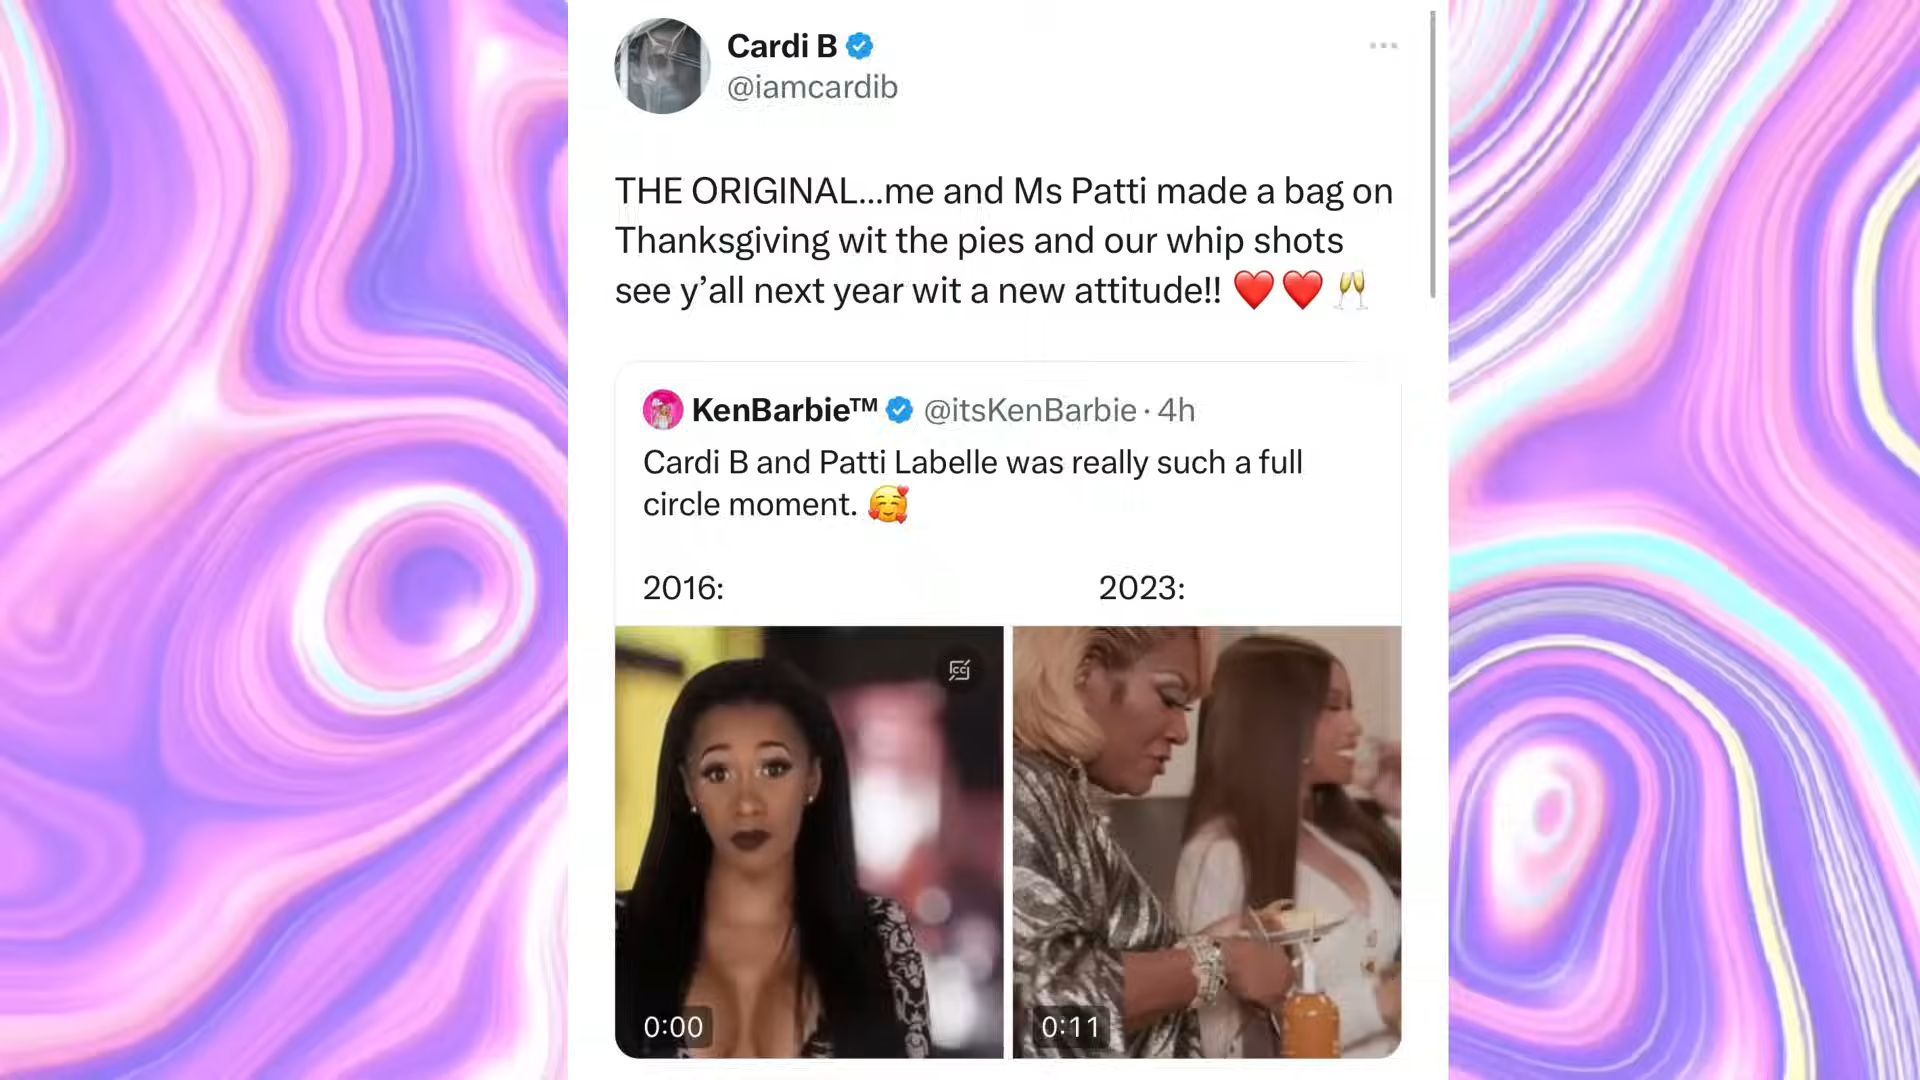 Cardi B
@iamcardib
THE ORIGINAL...me and Ms Patti made a bag on
Thanksgiving wit the pies and our whip shots
see y’all next year wit a new attitude!! ❤️❤️🥂
KenBarbie™ @itsKenBarbie · 4h
Cardi B and Patti Labelle was really such a full
circle moment. 🥰
2016: 2023:
CC
0:00 0:11